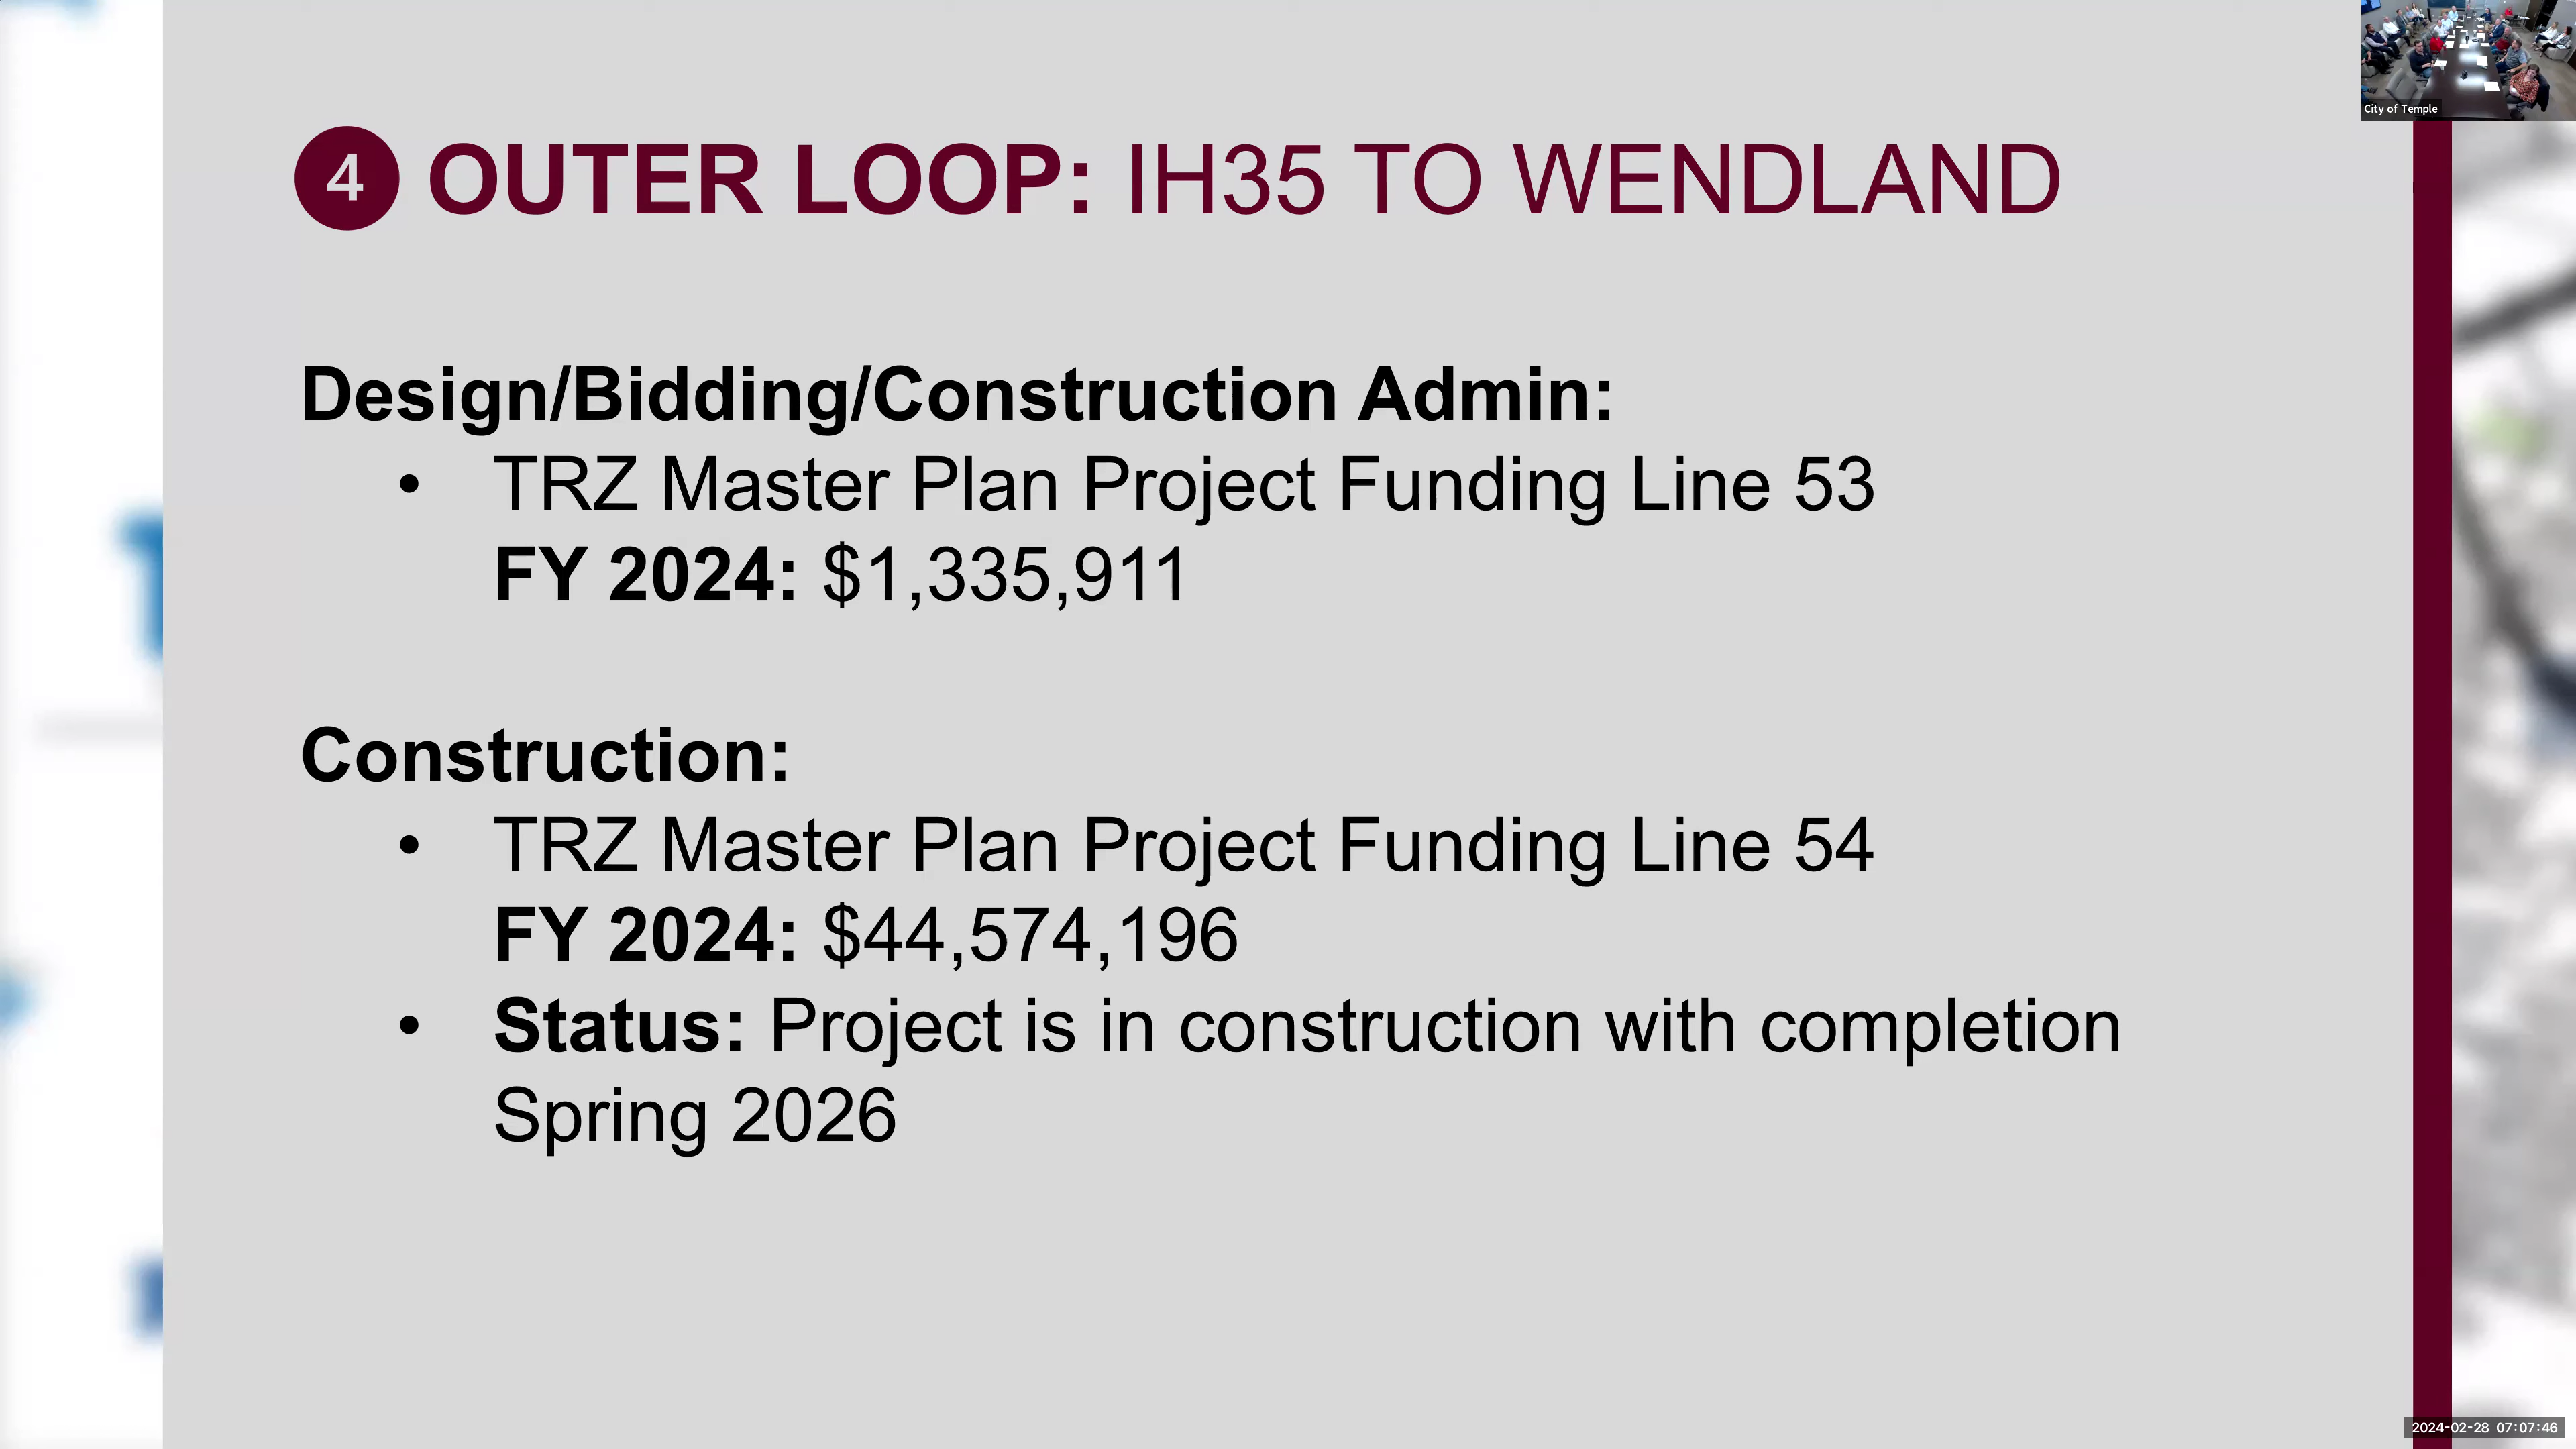 City of Temple
4 OUTER LOOP: IH35 TO WENDLAND
Design/Bidding/Construction Admin:
• TRZ Master Plan Project Funding Line 53
FY 2024: $1,335,911
Construction:
• TRZ Master Plan Project Funding Line 54
FY 2024: $44,574,196
• Status: Project is in construction with completion
Spring 2026
2024-02-28 07:07:46